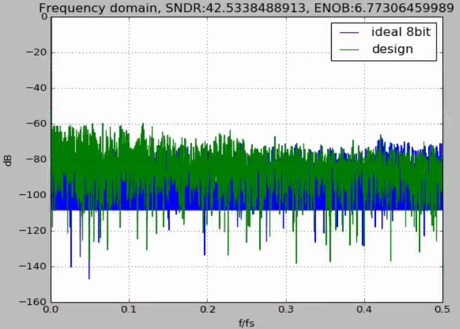 Frequency domain, SNDR:42.5338488913, ENOB:6.77306459989
ideal 8bit
design
0
−20
−40
−60
−80
−100
−120
−140
−160
dB
0.0 0.1 0.2 0.3 0.4 0.5
f/fs